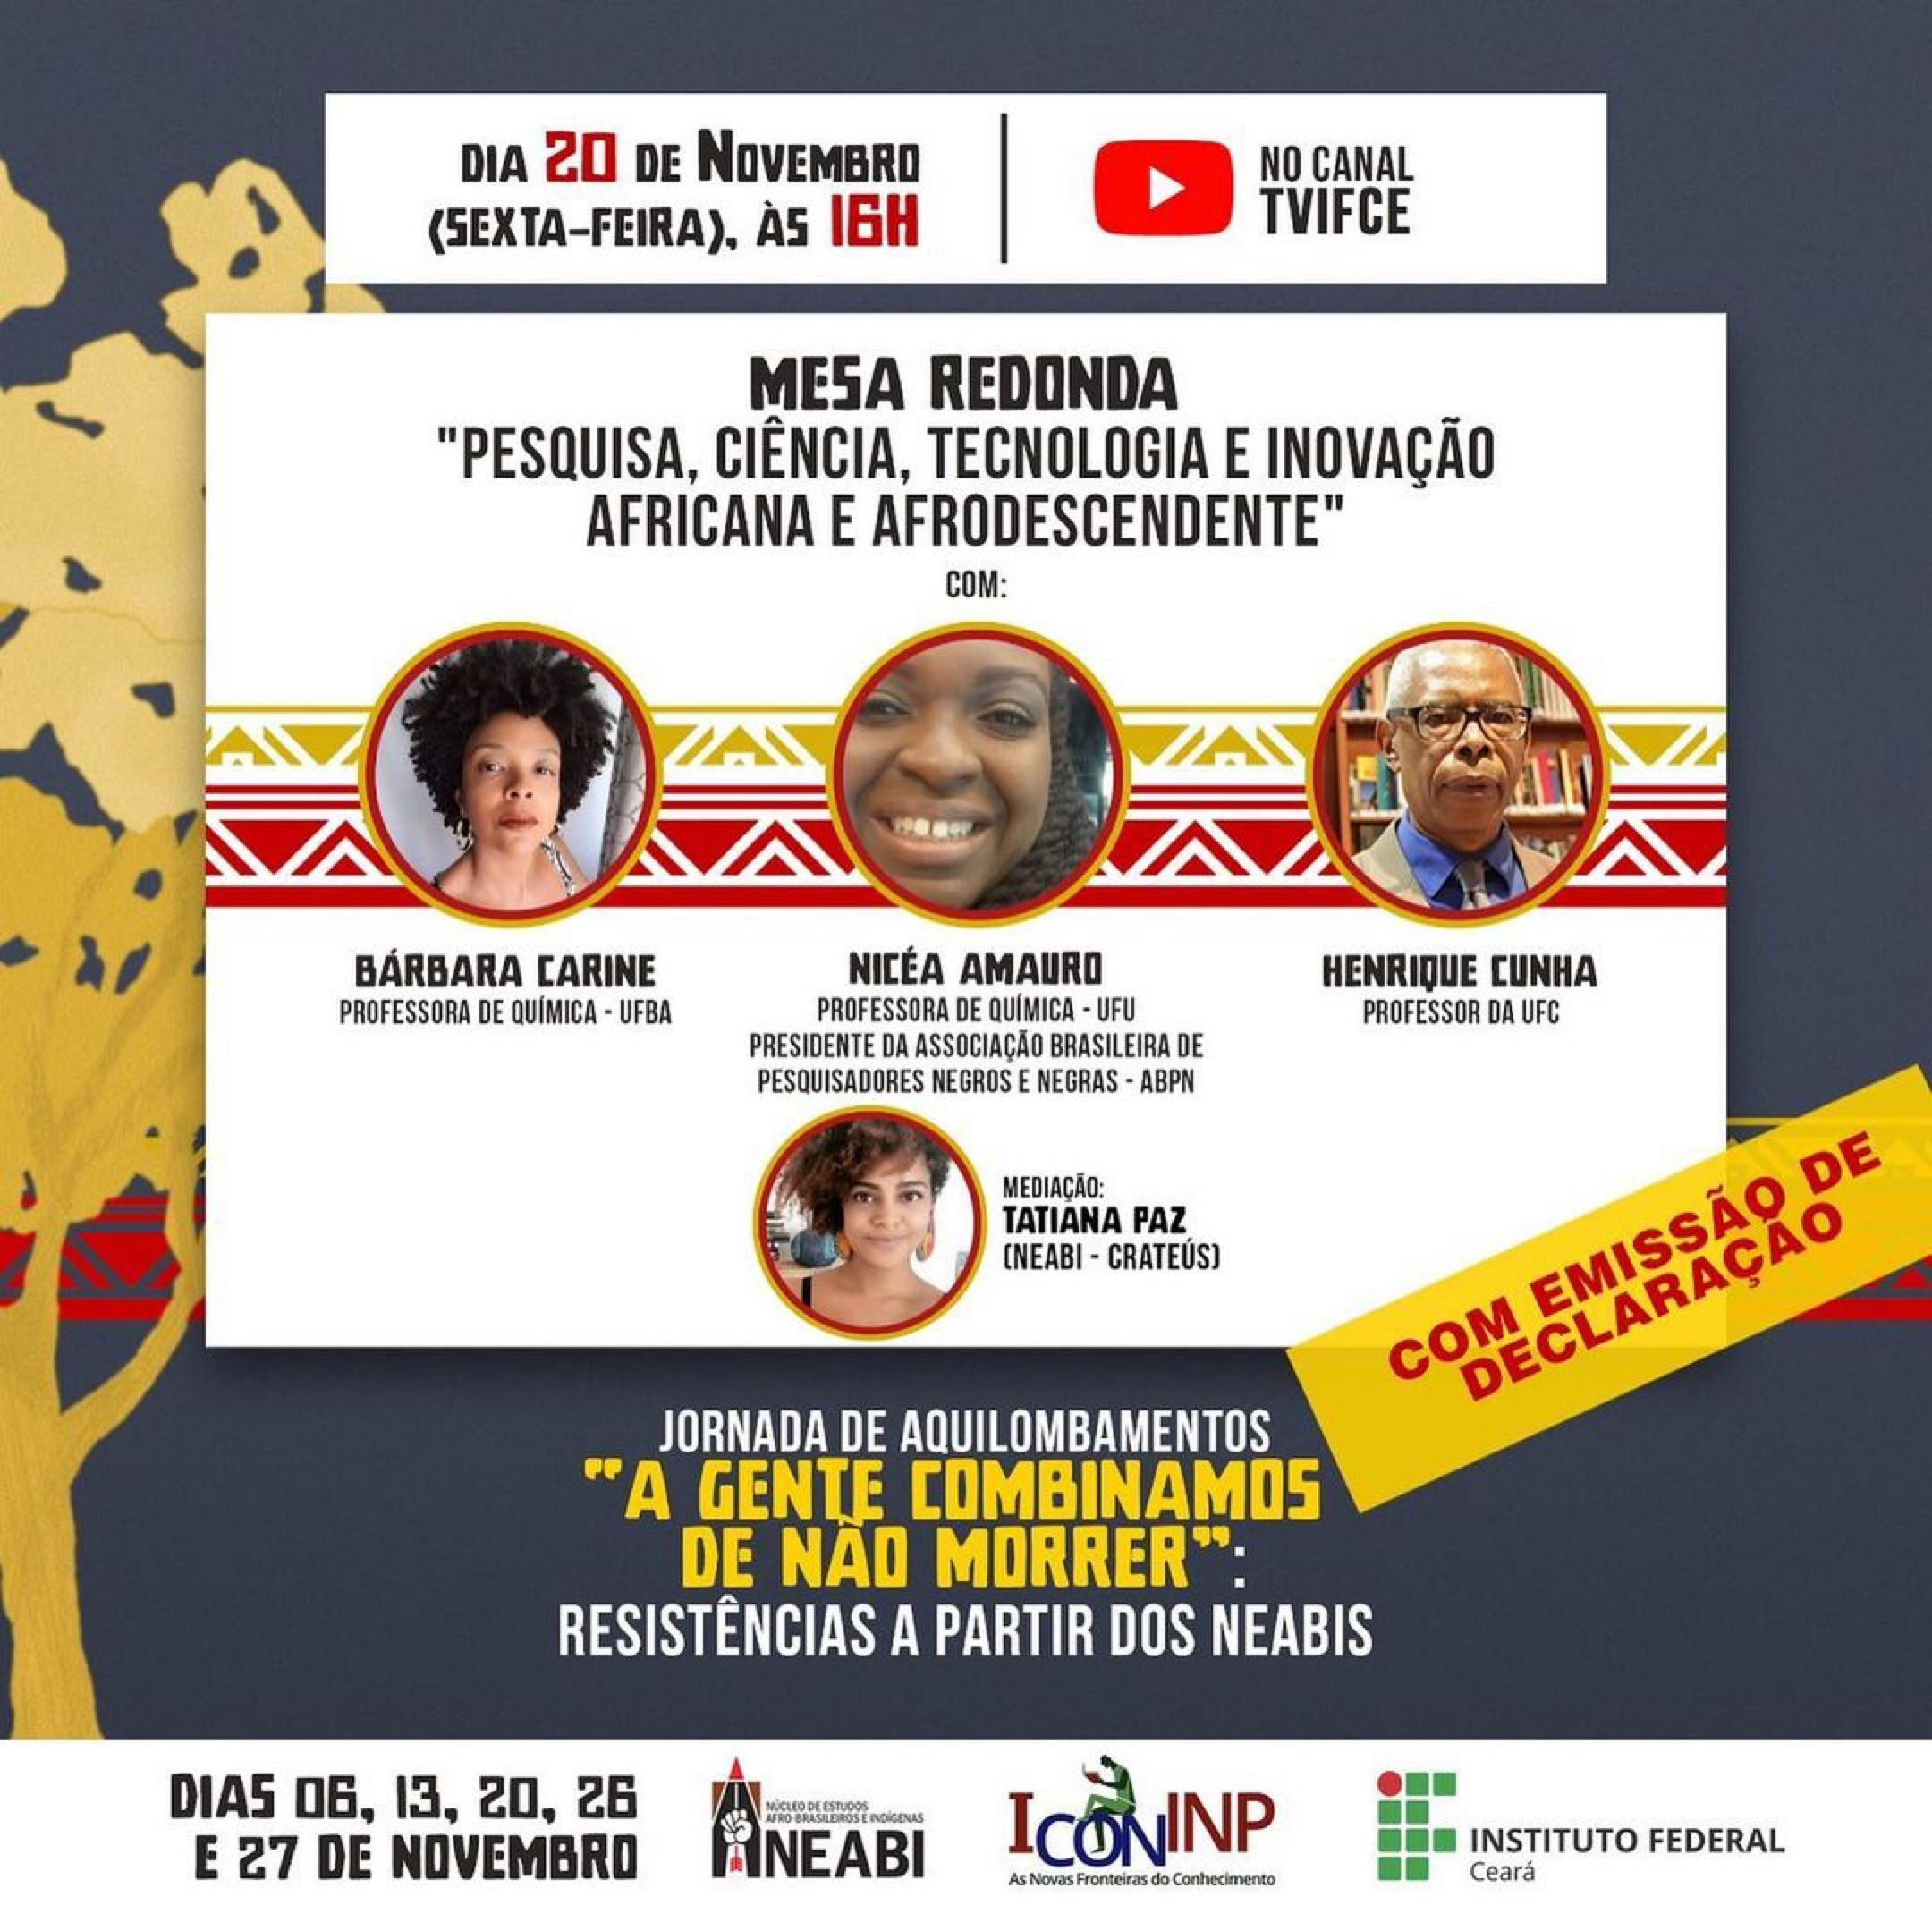 DIA 20 DE NOVEMBRO
(SEXTA-FEIRA), ÀS 16H
NO CANAL
TVIFCE
MESA REDONDA
"PESQUISA, CIÊNCIA, TECNOLOGIA E INOVAÇÃO
AFRICANA E AFRODESCENDENTE"
COM:
BÁRBARA CARINE
PROFESSORA DE QUÍMICA - UFBA
NICÉA AMAURO
PROFESSORA DE QUÍMICA - UFU
PRESIDENTE DA ASSOCIAÇÃO BRASILEIRA DE
PESQUISADORES NEGROS E NEGRAS - ABPN
HENRIQUE CUNHA
PROFESSOR DA UFC
MEDIAÇÃO:
TATIANA PAZ
(NEABI - CRATEÚS)
COM EMISSÃO DE
DECLARAÇÃO
JORNADA DE AQUILOMBAMENTOS
"A GENTE COMBINAMOS
DE NÃO MORRER":
RESISTÊNCIAS A PARTIR DOS NEABIS
DIAS 06, 13, 20, 26
E 27 DE NOVEMBRO
NÚCLEO DE ESTUDOS
AFRO-BRASILEIROS E INDÍGENAS
NEABI
ICONINP
As Novas Fronteiras do Conhecimento
INSTITUTO FEDERAL
Ceará